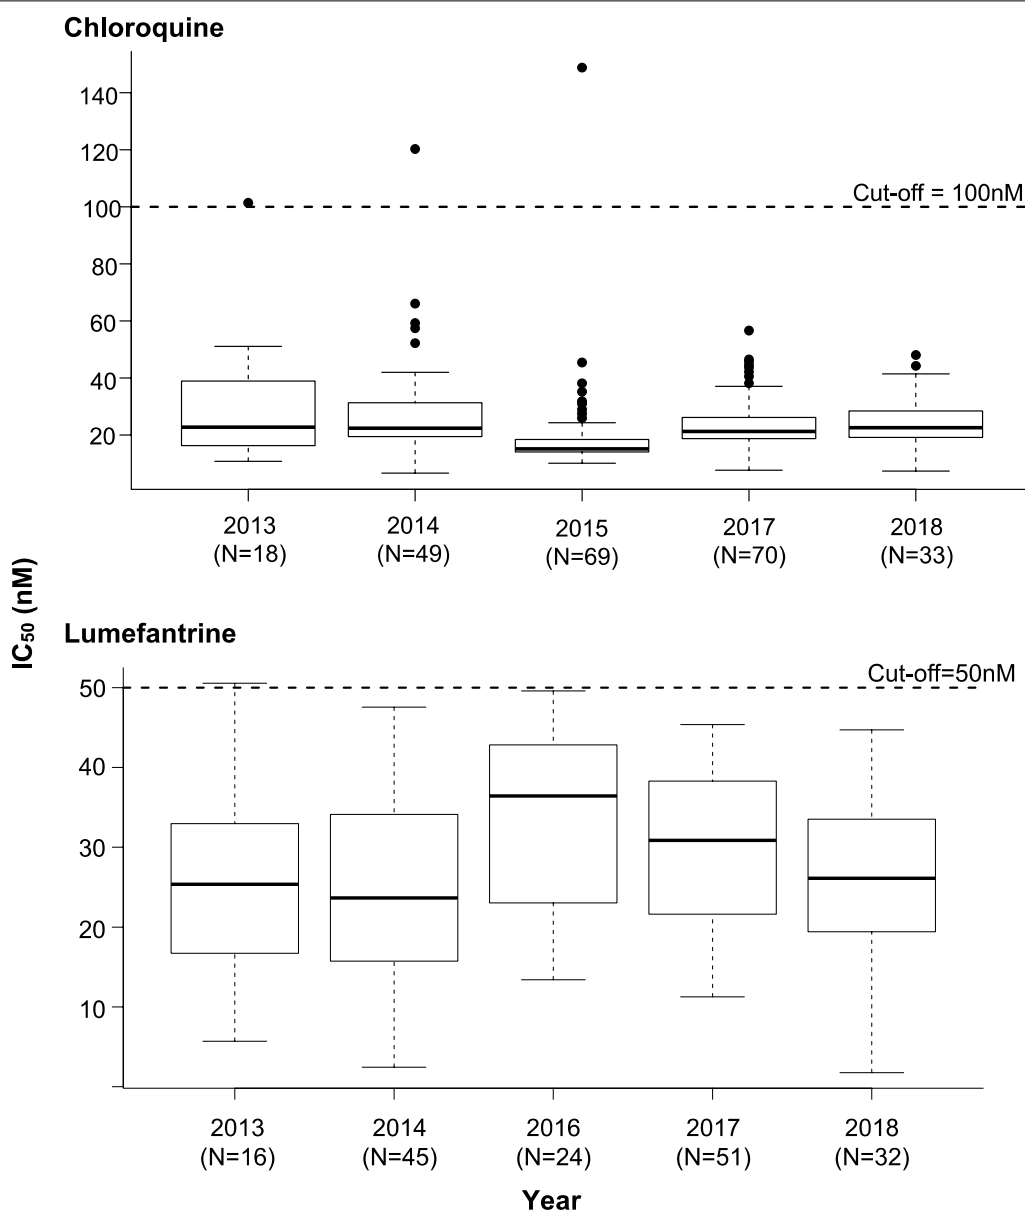 Chloroquine
140
120
Cut-off = 100nM
100
80
60
40
20
2013 2014 2015 2017 2018
(N=18) (N=49) (N=69) (N=70) (N=33)
IC₅₀ (nM)
Lumefantrine
Cut-off=50nM
50
40
30
20
10
2013 2014 2016 2017 2018
(N=16) (N=45) (N=24) (N=51) (N=32)
Year